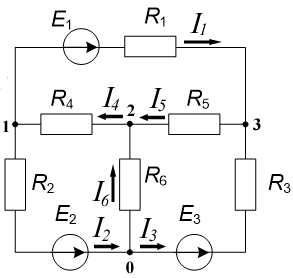 E1 R1 I1
R4 I4 2 I5 R5
1 3
R2 I6 R6 R3
E2 I2 I3 E3
0